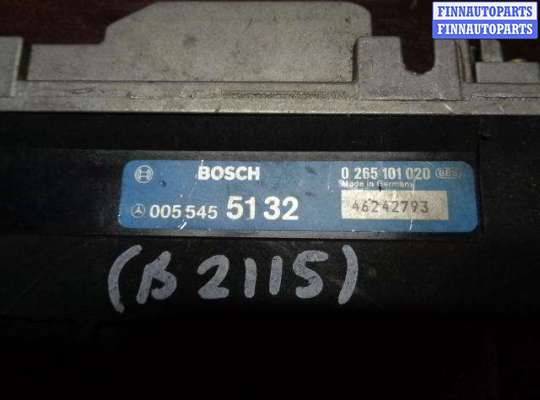 FINNAUTOPARTS
FINNAUTOPARTS
BOSCH 0 265 101 020
Made in Germany
005 545 51 32 46242793
(B 2115)